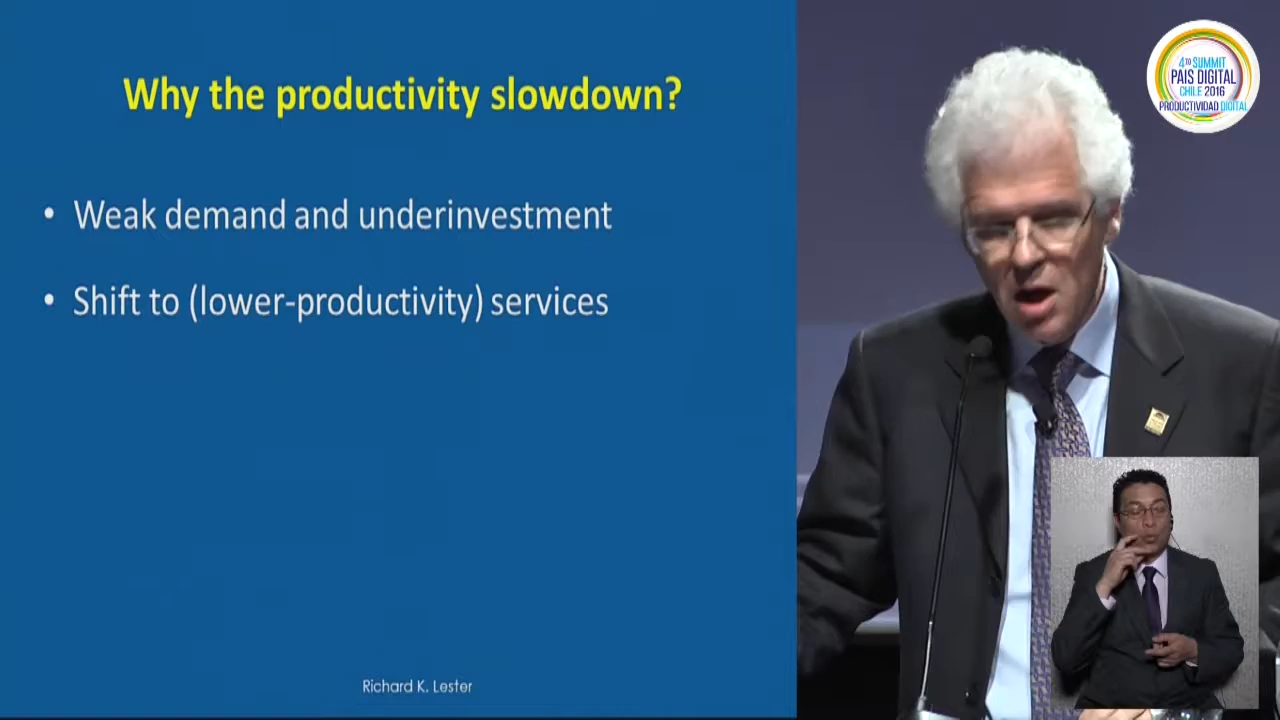 Why the productivity slowdown?
• Weak demand and underinvestment
• Shift to (lower-productivity) services
Richard K. Lester
4TO SUMMIT
PAIS DIGITAL
CHILE 2016
PRODUCTIVIDAD DIGITAL